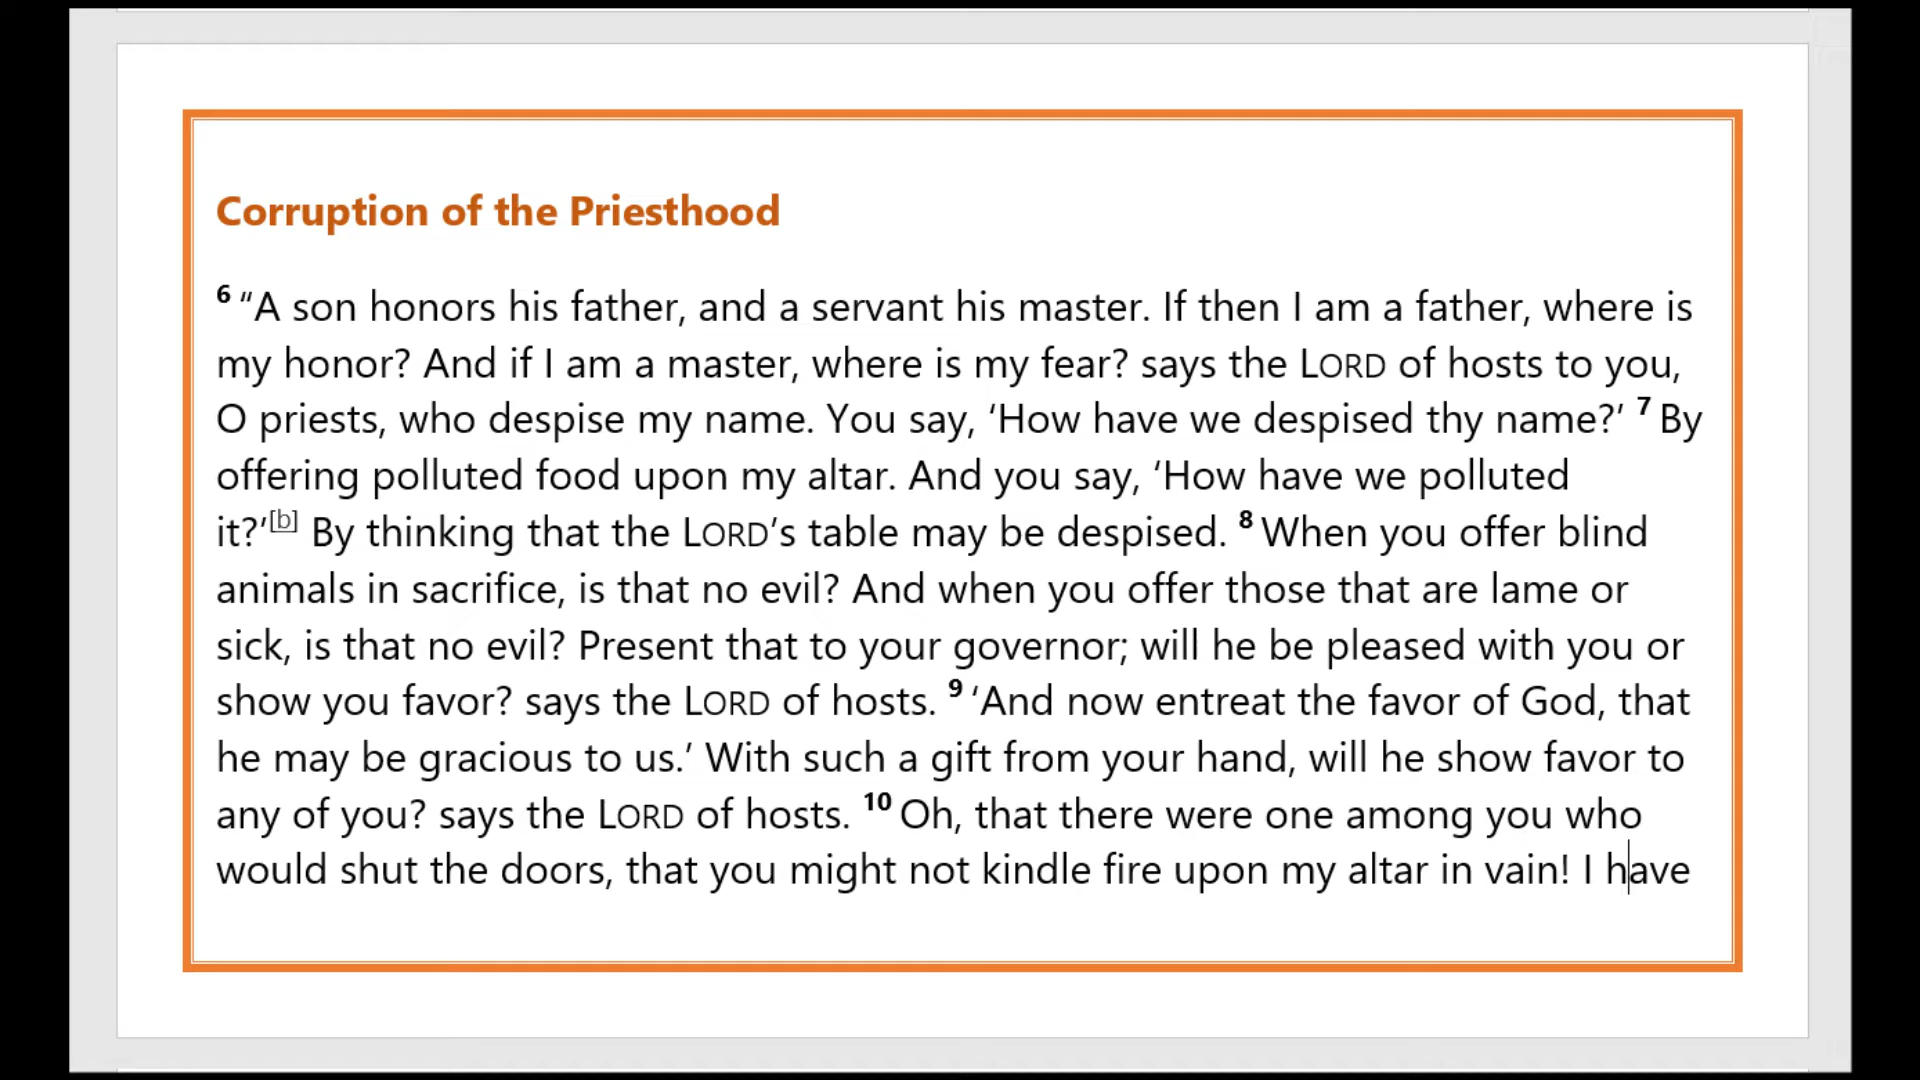 Corruption of the Priesthood
6 “A son honors his father, and a servant his master. If then I am a father, where is
my honor? And if I am a master, where is my fear? says the LORD of hosts to you,
O priests, who despise my name. You say, ‘How have we despised thy name?’ 7 By
offering polluted food upon my altar. And you say, ‘How have we polluted
it?’[b] By thinking that the LORD’s table may be despised. 8 When you offer blind
animals in sacrifice, is that no evil? And when you offer those that are lame or
sick, is that no evil? Present that to your governor; will he be pleased with you or
show you favor? says the LORD of hosts. 9 ‘And now entreat the favor of God, that
he may be gracious to us.’ With such a gift from your hand, will he show favor to
any of you? says the LORD of hosts. 10 Oh, that there were one among you who
would shut the doors, that you might not kindle fire upon my altar in vain! I have